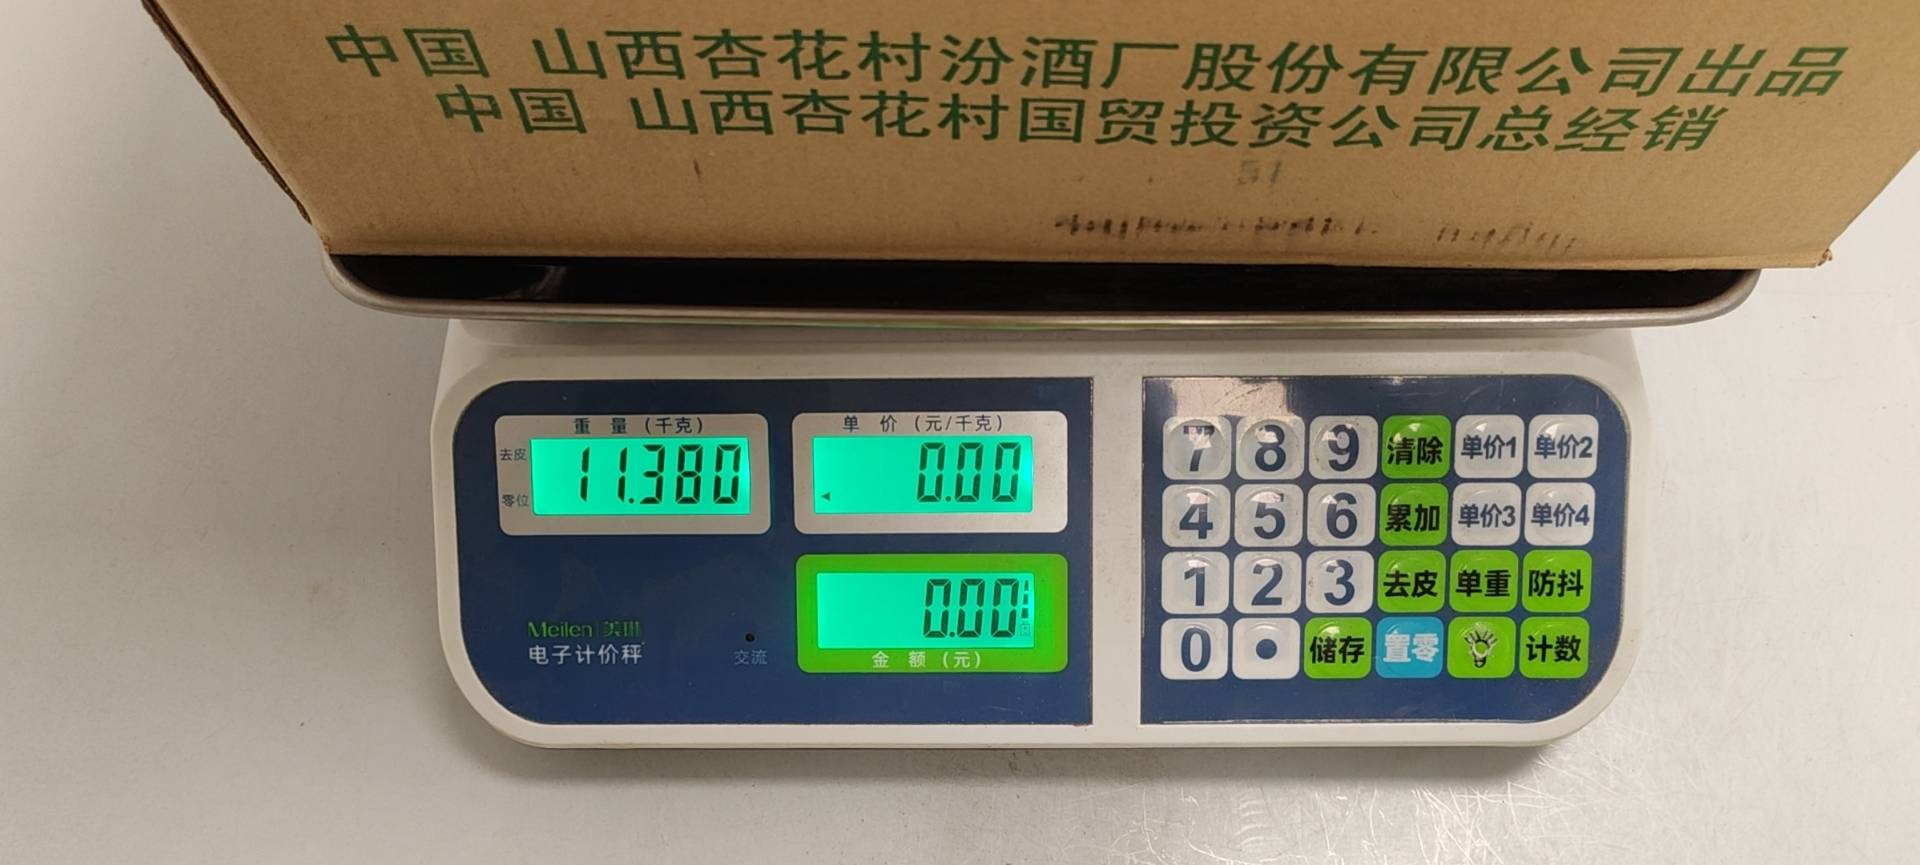 中国 山西杏花村汾酒厂股份有限公司出品
中国 山西杏花村国贸投资公司总经销
重 量 (千克)
去皮
零位
11.380
单 价 (元/千克)
0.00
0.00
金 额 (元)
Meilen|美琳
电子计价秤
交流
7 8 9 清除 单价1 单价2
4 5 6 累加 单价3 单价4
1 2 3 去皮 单重 防抖
0 • 储存 置零 计数